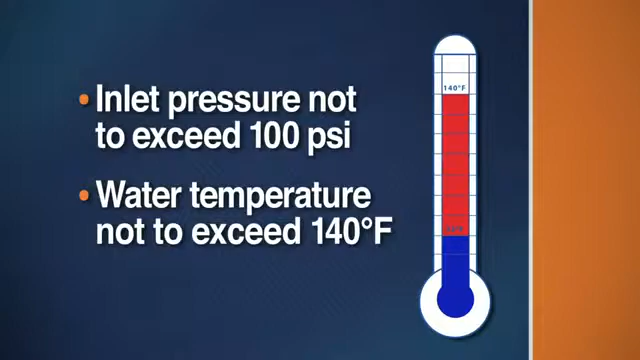 • Inlet pressure not
to exceed 100 psi
• Water temperature
not to exceed 140°F
140°F